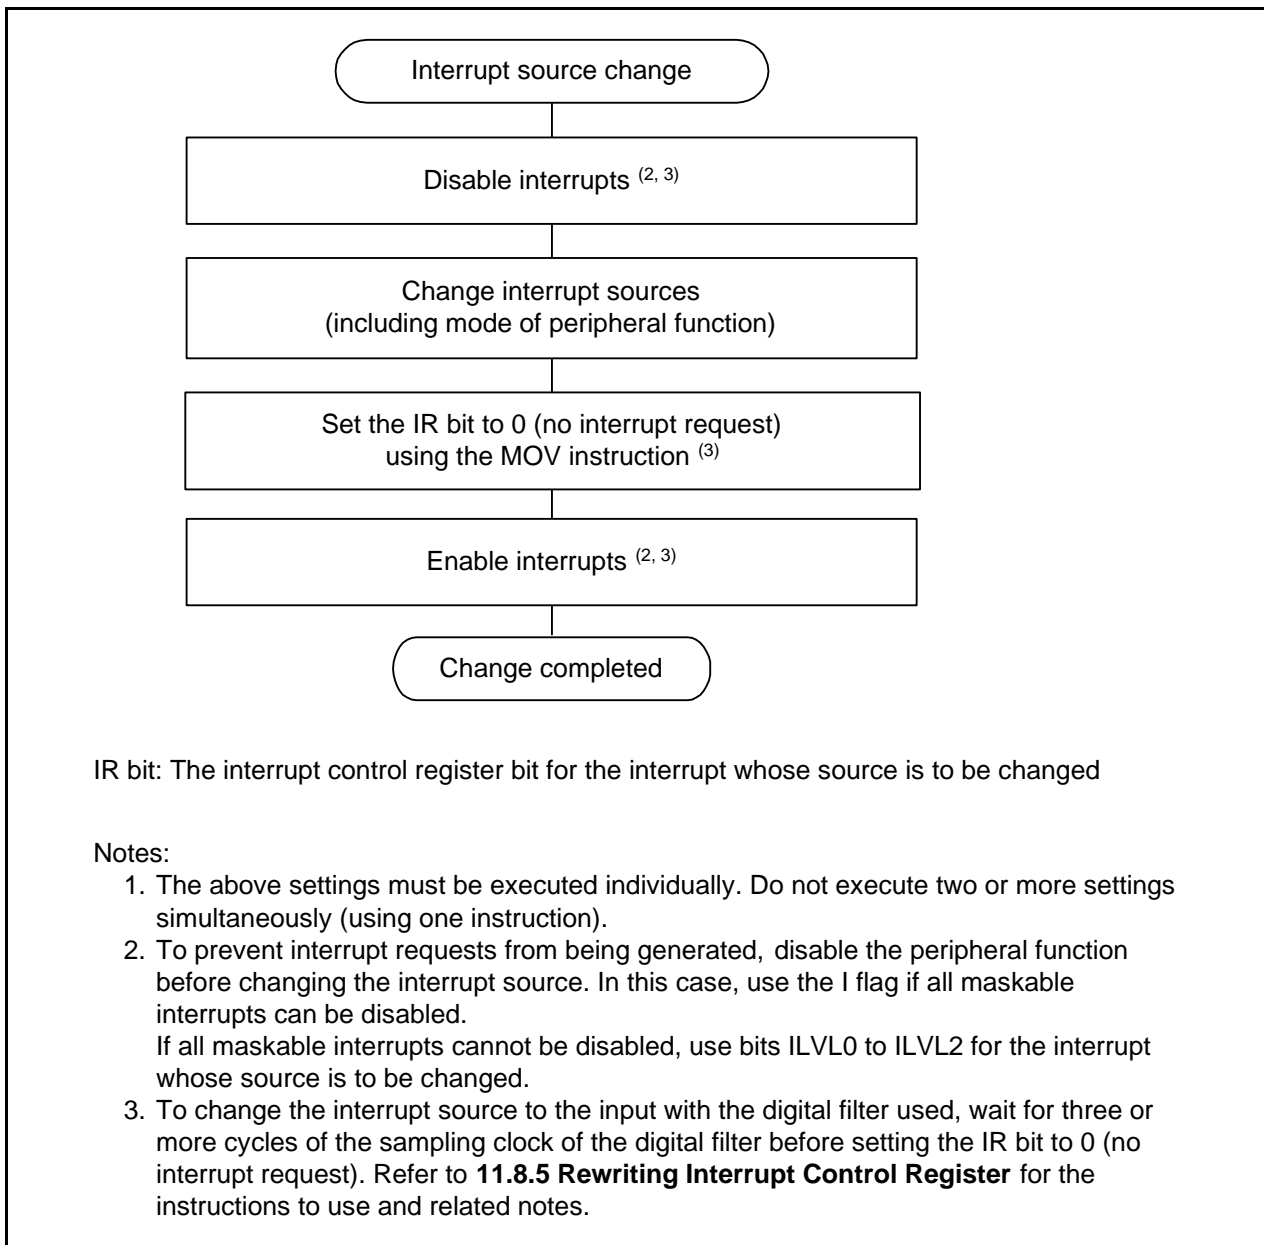 Interrupt source change
Disable interrupts (2, 3)
Change interrupt sources
(including mode of peripheral function)
Set the IR bit to 0 (no interrupt request)
using the MOV instruction (3)
Enable interrupts (2, 3)
Change completed
IR bit: The interrupt control register bit for the interrupt whose source is to be changed
Notes:
1. The above settings must be executed individually. Do not execute two or more settings
simultaneously (using one instruction).
2. To prevent interrupt requests from being generated, disable the peripheral function
before changing the interrupt source. In this case, use the I flag if all maskable
interrupts can be disabled.
If all maskable interrupts cannot be disabled, use bits ILVL0 to ILVL2 for the interrupt
whose source is to be changed.
3. To change the interrupt source to the input with the digital filter used, wait for three or
more cycles of the sampling clock of the digital filter before setting the IR bit to 0 (no
interrupt request). Refer to 11.8.5 Rewriting Interrupt Control Register for the
instructions to use and related notes.